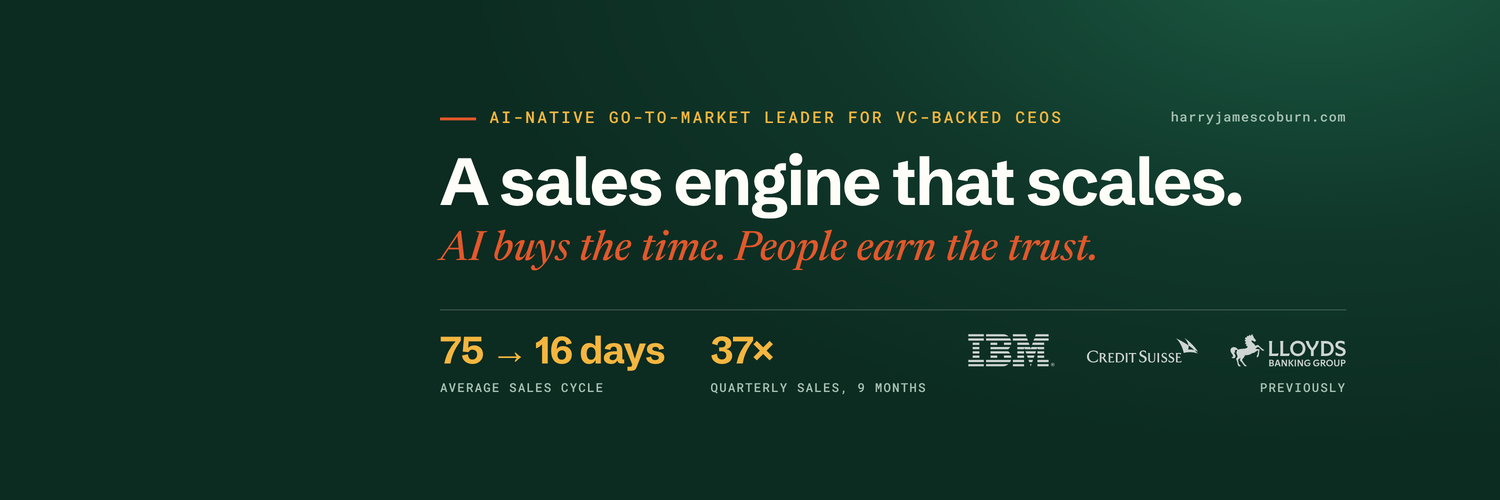 AI-NATIVE GO-TO-MARKET LEADER FOR VC-BACKED CEOS
harryjamescoburn.com
A sales engine that scales.
AI buys the time. People earn the trust.
75 → 16 days
AVERAGE SALES CYCLE
37×
QUARTERLY SALES, 9 MONTHS
IBM®
CREDIT SUISSE
LLOYDS
BANKING GROUP
PREVIOUSLY